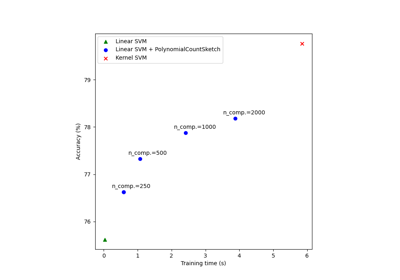 Linear SVM
Linear SVM + PolynomialCountSketch
Kernel SVM
79
78
77
76
Accuracy (%)
n_comp.=2000
n_comp.=1000
n_comp.=500
n_comp.=250
0 1 2 3 4 5 6
Training time (s)